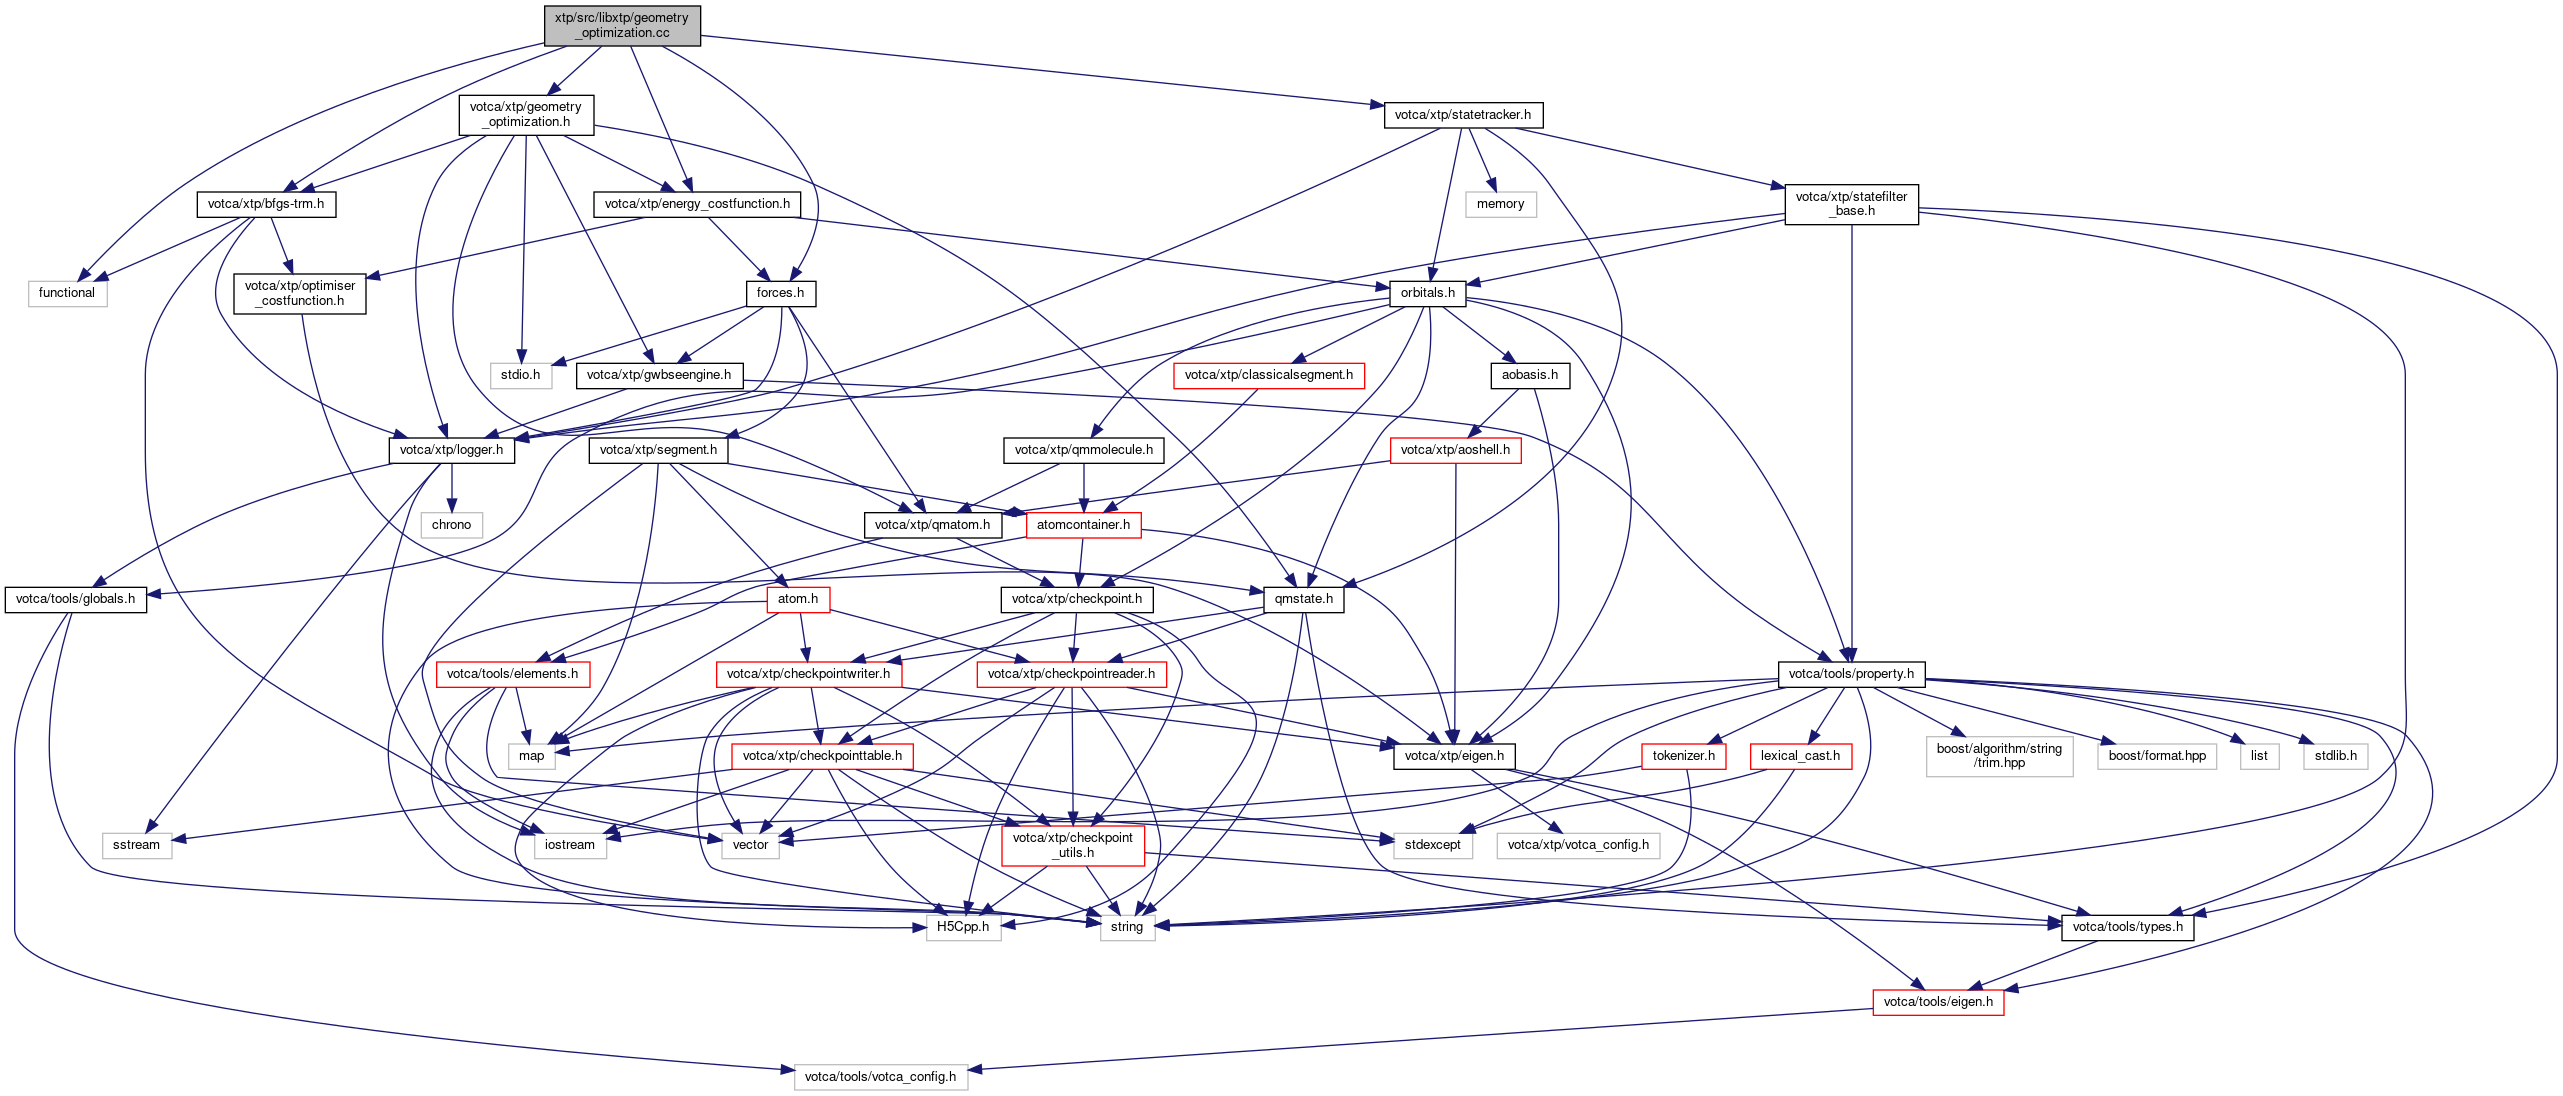 xtp/src/libxtp/geometry
_optimization.cc
votca/xtp/geometry
_optimization.h
votca/xtp/statetracker.h
votca/xtp/bfgs-trm.h
votca/xtp/energy_costfunction.h
memory
votca/xtp/statefilter
_base.h
functional
votca/xtp/optimiser
_costfunction.h
forces.h
orbitals.h
stdio.h
votca/xtp/gwbseengine.h
votca/xtp/classicalsegment.h
aobasis.h
votca/xtp/logger.h
votca/xtp/segment.h
votca/xtp/qmmolecule.h
votca/xtp/aoshell.h
chrono
votca/xtp/qmatom.h
atomcontainer.h
votca/tools/globals.h
atom.h
votca/xtp/checkpoint.h
qmstate.h
votca/tools/elements.h
votca/xtp/checkpointwriter.h
votca/xtp/checkpointreader.h
votca/tools/property.h
map
votca/xtp/checkpointtable.h
votca/xtp/eigen.h
tokenizer.h
lexical_cast.h
boost/algorithm/string
/trim.hpp
boost/format.hpp
list
stdlib.h
sstream
iostream
vector
votca/xtp/checkpoint
_utils.h
stdexcept
votca/xtp/votca_config.h
H5Cpp.h
string
votca/tools/types.h
votca/tools/eigen.h
votca/tools/votca_config.h